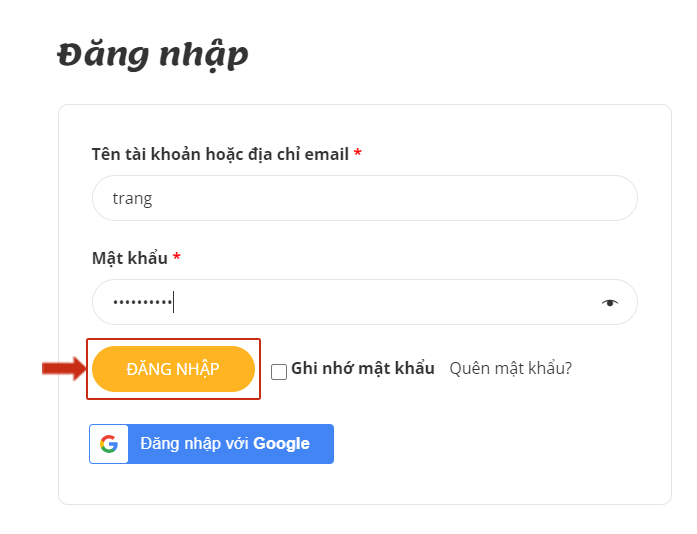 Đăng nhập
Tên tài khoản hoặc địa chỉ email *
trang
Mật khẩu *
••••••••••
ĐĂNG NHẬP Ghi nhớ mật khẩu Quên mật khẩu?
G Đăng nhập với Google